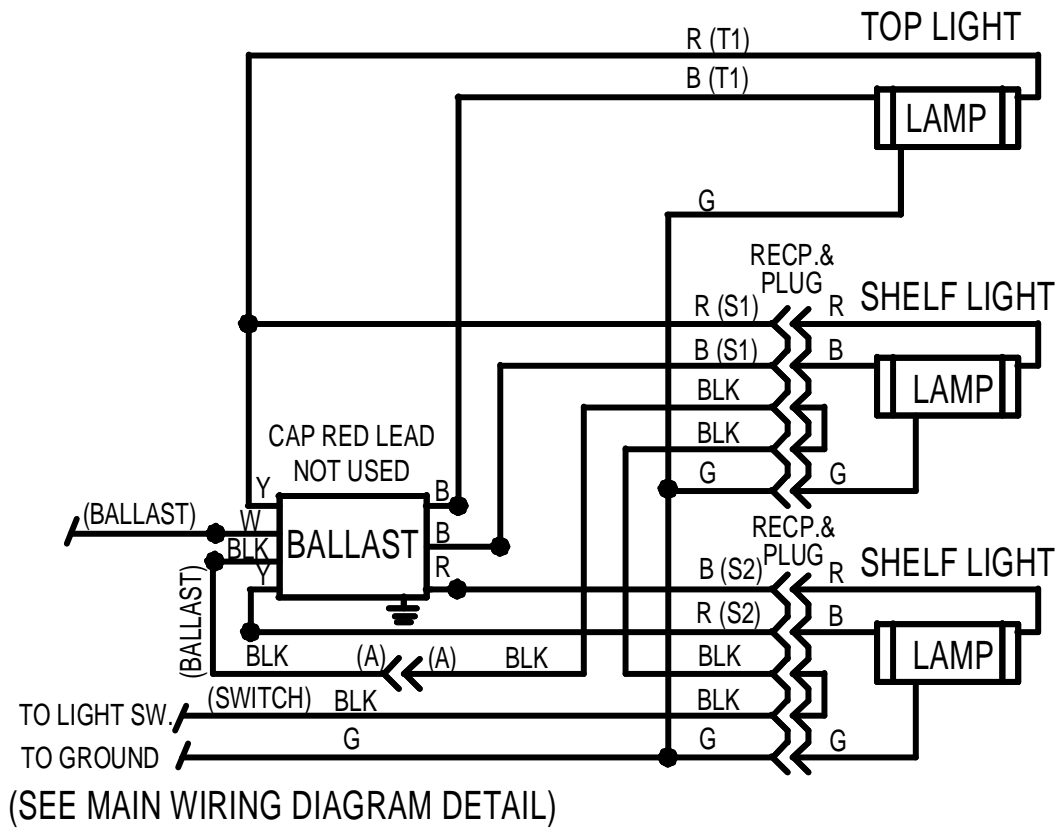 TOP LIGHT
R (T1)
B (T1)
LAMP
G
RECP.&
PLUG
SHELF LIGHT
R (S1)
R
B (S1)
B
LAMP
BLK
BLK
G
G
CAP RED LEAD
NOT USED
Y
B
(BALLAST)
W
BALLAST
B
BLK
Y
R
(BALLAST)
RECP.&
PLUG
SHELF LIGHT
B (S2)
R
R (S2)
B
LAMP
BLK
(A)
(A)
BLK
BLK
(SWITCH)
BLK
BLK
TO LIGHT SW.
G
G
G
TO GROUND
(SEE MAIN WIRING DIAGRAM DETAIL)